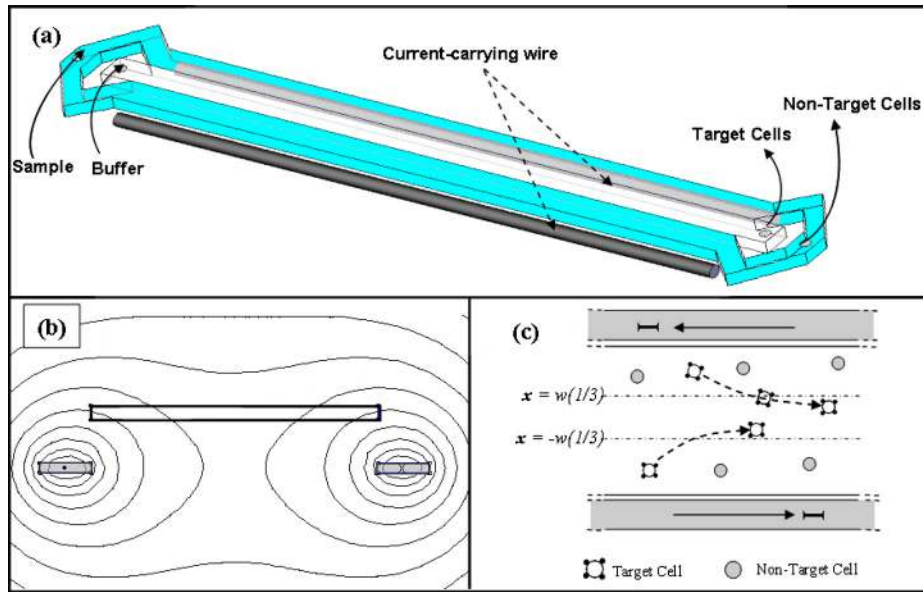 (a)
Current-carrying wire
Non-Target Cells
Target Cells
Sample
Buffer
(b)
(c)
x = w(1/3)
x = -w(1/3)
Target Cell
Non-Target Cell